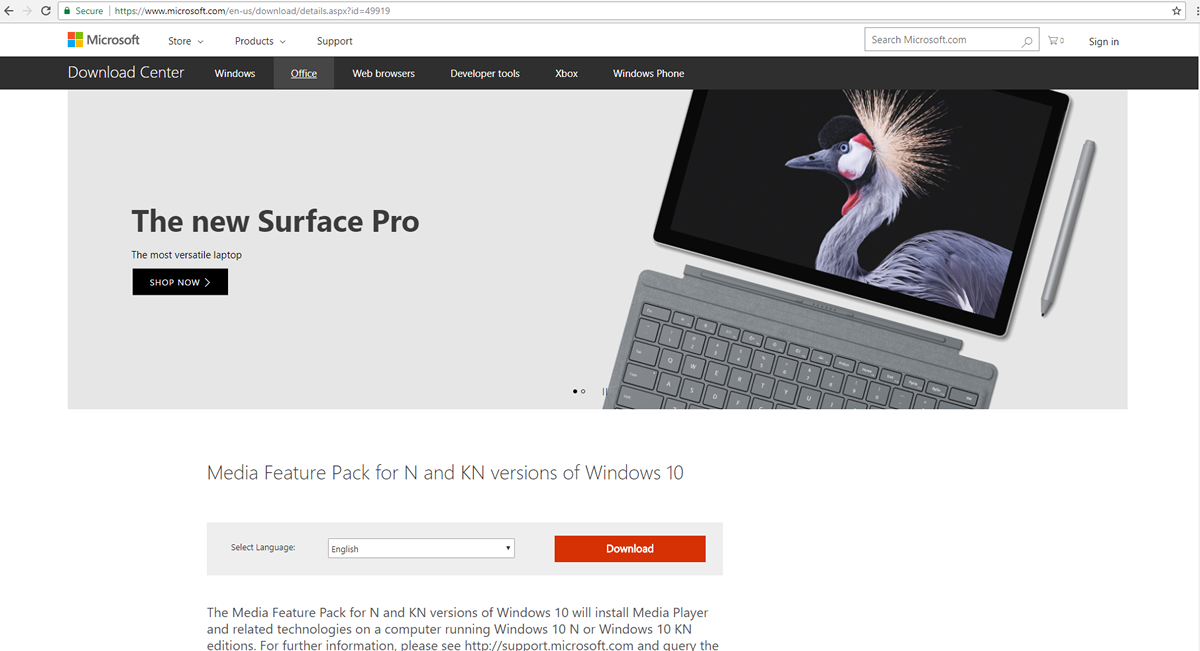 Secure https://www.microsoft.com/en-us/download/details.aspx?id=49919
Microsoft Store Products Support Search Microsoft.com 0 Sign in
Download Center Windows Office Web browsers Developer tools Xbox Windows Phone
The new Surface Pro
The most versatile laptop
SHOP NOW
Media Feature Pack for N and KN versions of Windows 10
Select Language: English Download
The Media Feature Pack for N and KN versions of Windows 10 will install Media Player
and related technologies on a computer running Windows 10 N or Windows 10 KN
editions. For further information, please see http://support.microsoft.com and query the